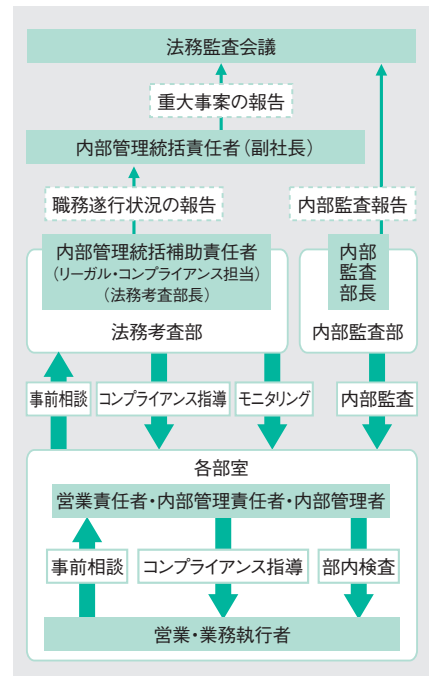 法務監査会議
重大事案の報告
内部管理統括責任者（副社長）
職務遂行状況の報告
内部監査報告
内部管理統括補助責任者
（リーガル・コンプライアンス担当）
（法務考査部長）
法務考査部
内部
監査
部長
内部監査部
事前相談
コンプライアンス指導
モニタリング
内部監査
各部室
営業責任者・内部管理責任者・内部管理者
事前相談
コンプライアンス指導
部内検査
営業・業務執行者